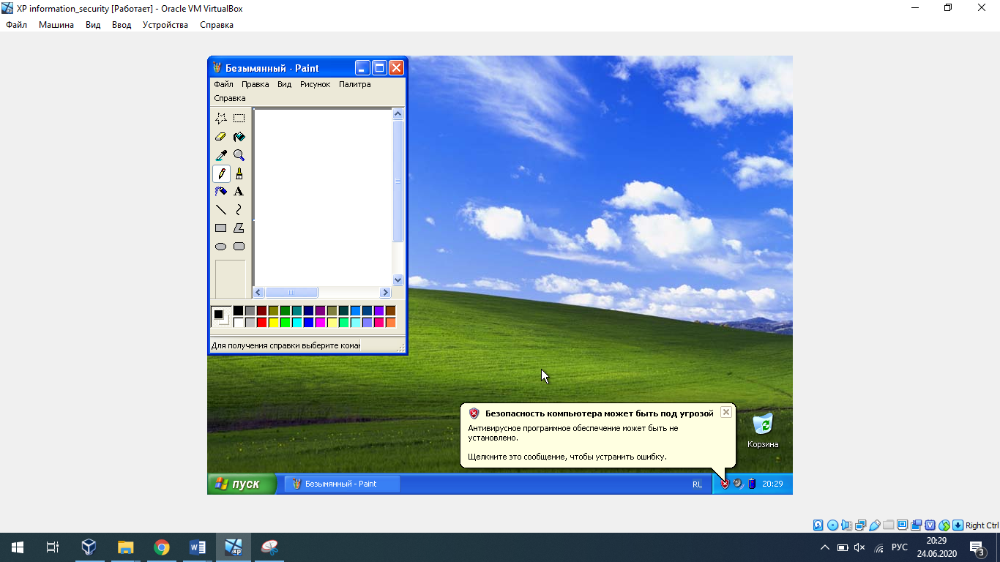 XP information_security [Работает] - Oracle VM VirtualBox
Файл Машина Вид Ввод Устройства Справка
Безымянный - Paint
Файл Правка Вид Рисунок Палитра
Справка
A
Для получения справки выберите кома
Безопасность компьютера может быть под угрозой
Антивирусное программное обеспечение может быть не
установлено.
Щелкните это сообщение, чтобы устранить ошибку.
Корзина
пуск Безымянный - Paint RL 20:29
Right Ctrl
xp
РУС
20:29
24.06.2020
3